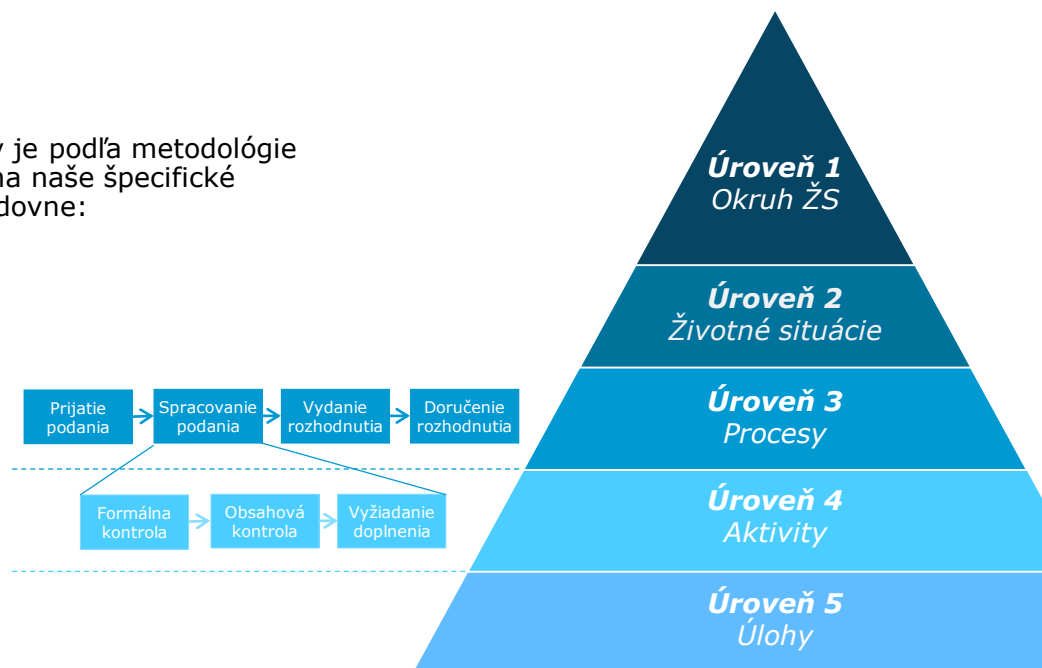 je podľa metodológie
na naše špecifické
dovne:
Úroveň 1
Okruh ŽS
Úroveň 2
Životné situácie
Úroveň 3
Procesy
Úroveň 4
Aktivity
Úroveň 5
Úlohy
Prijatie
podania
Spracovanie
podania
Vydanie
rozhodnutia
Doručenie
rozhodnutia
Formálna
kontrola
Obsahová
kontrola
Vyžiadanie
doplnenia